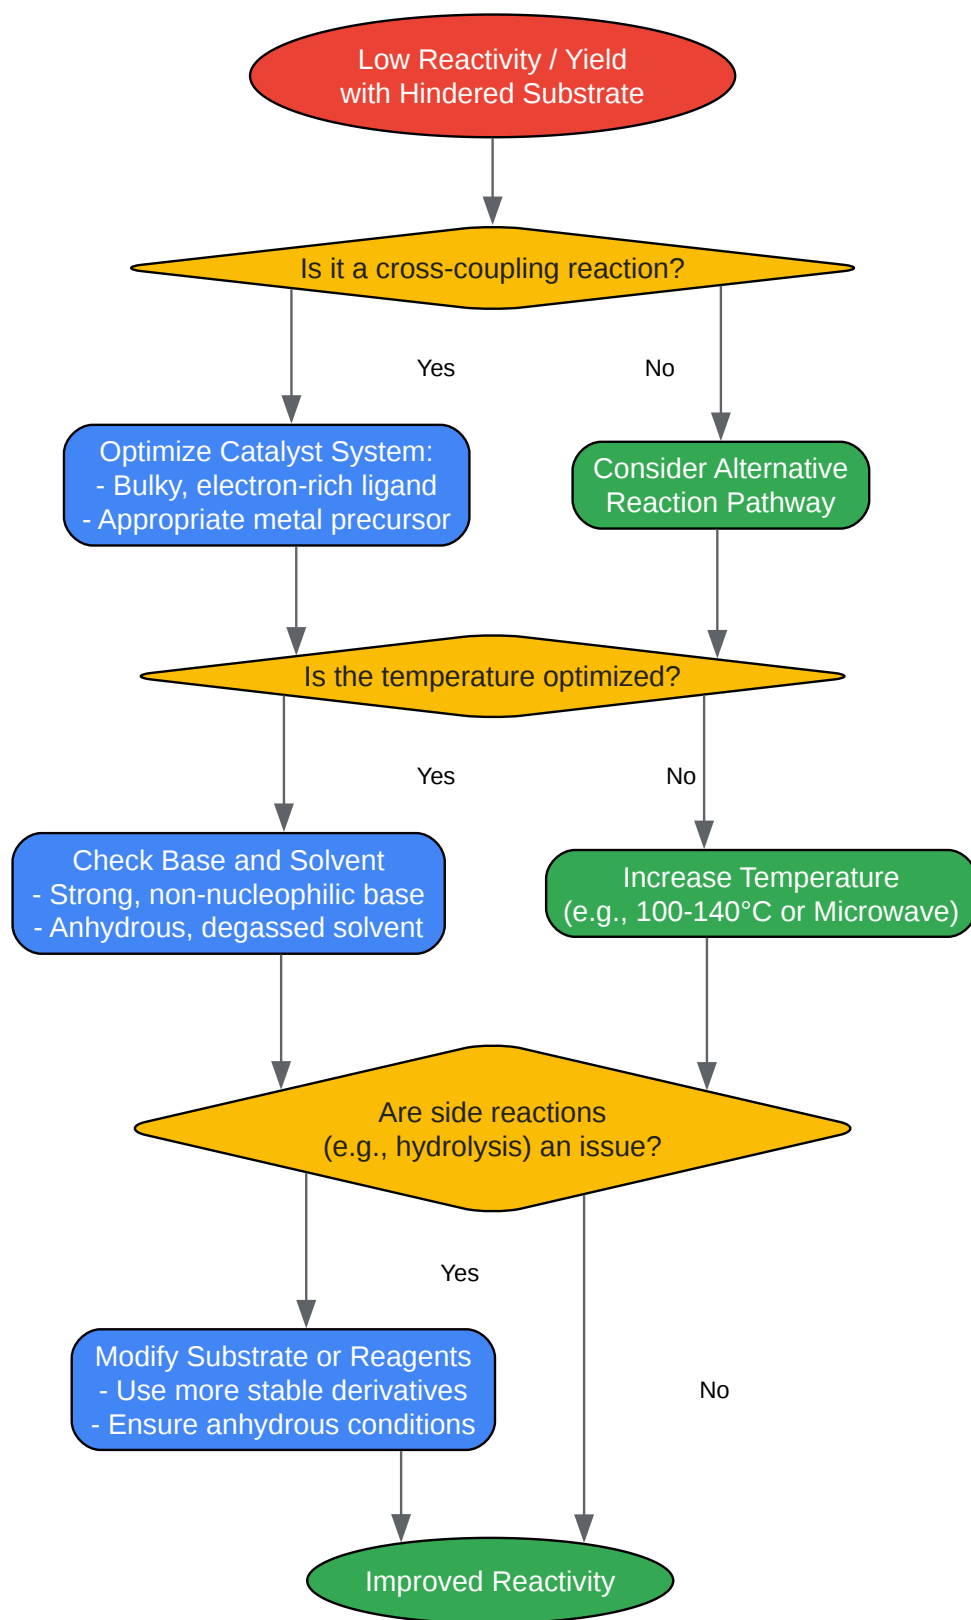 Low Reactivity / Yield
with Hindered Substrate
Is it a cross-coupling reaction?
Yes
No
Optimize Catalyst System:
- Bulky, electron-rich ligand
- Appropriate metal precursor
Consider Alternative
Reaction Pathway
Is the temperature optimized?
Yes
No
Check Base and Solvent
- Strong, non-nucleophilic base
- Anhydrous, degassed solvent
Increase Temperature
(e.g., 100-140°C or Microwave)
Are side reactions
(e.g., hydrolysis) an issue?
Yes
Modify Substrate or Reagents
- Use more stable derivatives
- Ensure anhydrous conditions
No
Improved Reactivity